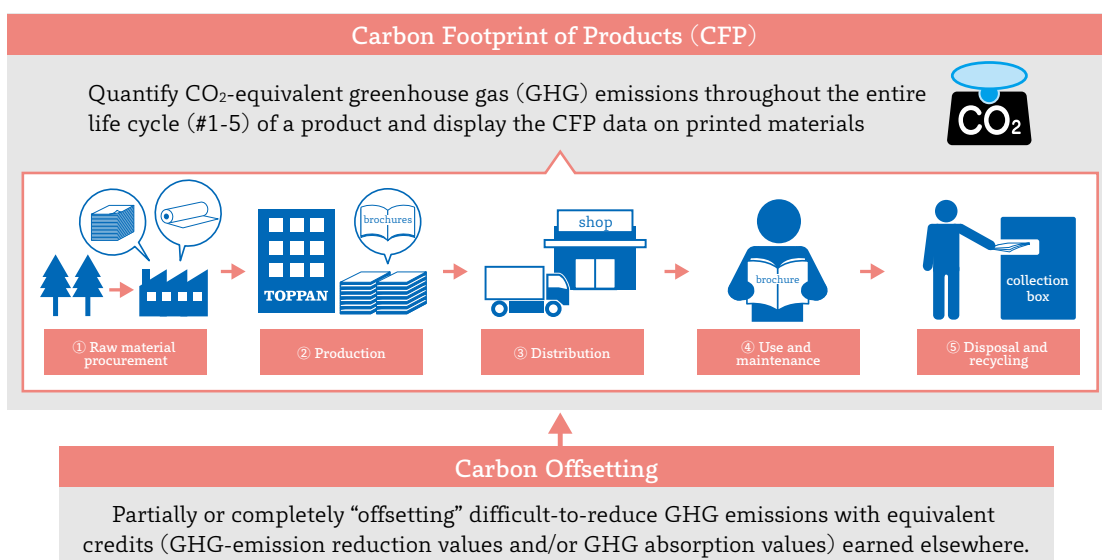 Carbon Footprint of Products（CFP）
Quantify CO₂-equivalent greenhouse gas (GHG) emissions throughout the entire
life cycle (#1-5) of a product and display the CFP data on printed materials
CO₂
brochures
shop
TOPPAN
brochure
collection
box
① Raw material
procurement
② Production
③ Distribution
④ Use and
maintenance
⑤ Disposal and
recycling
Carbon Offsetting
Partially or completely “offsetting” difficult-to-reduce GHG emissions with equivalent
credits (GHG-emission reduction values and/or GHG absorption values) earned elsewhere.